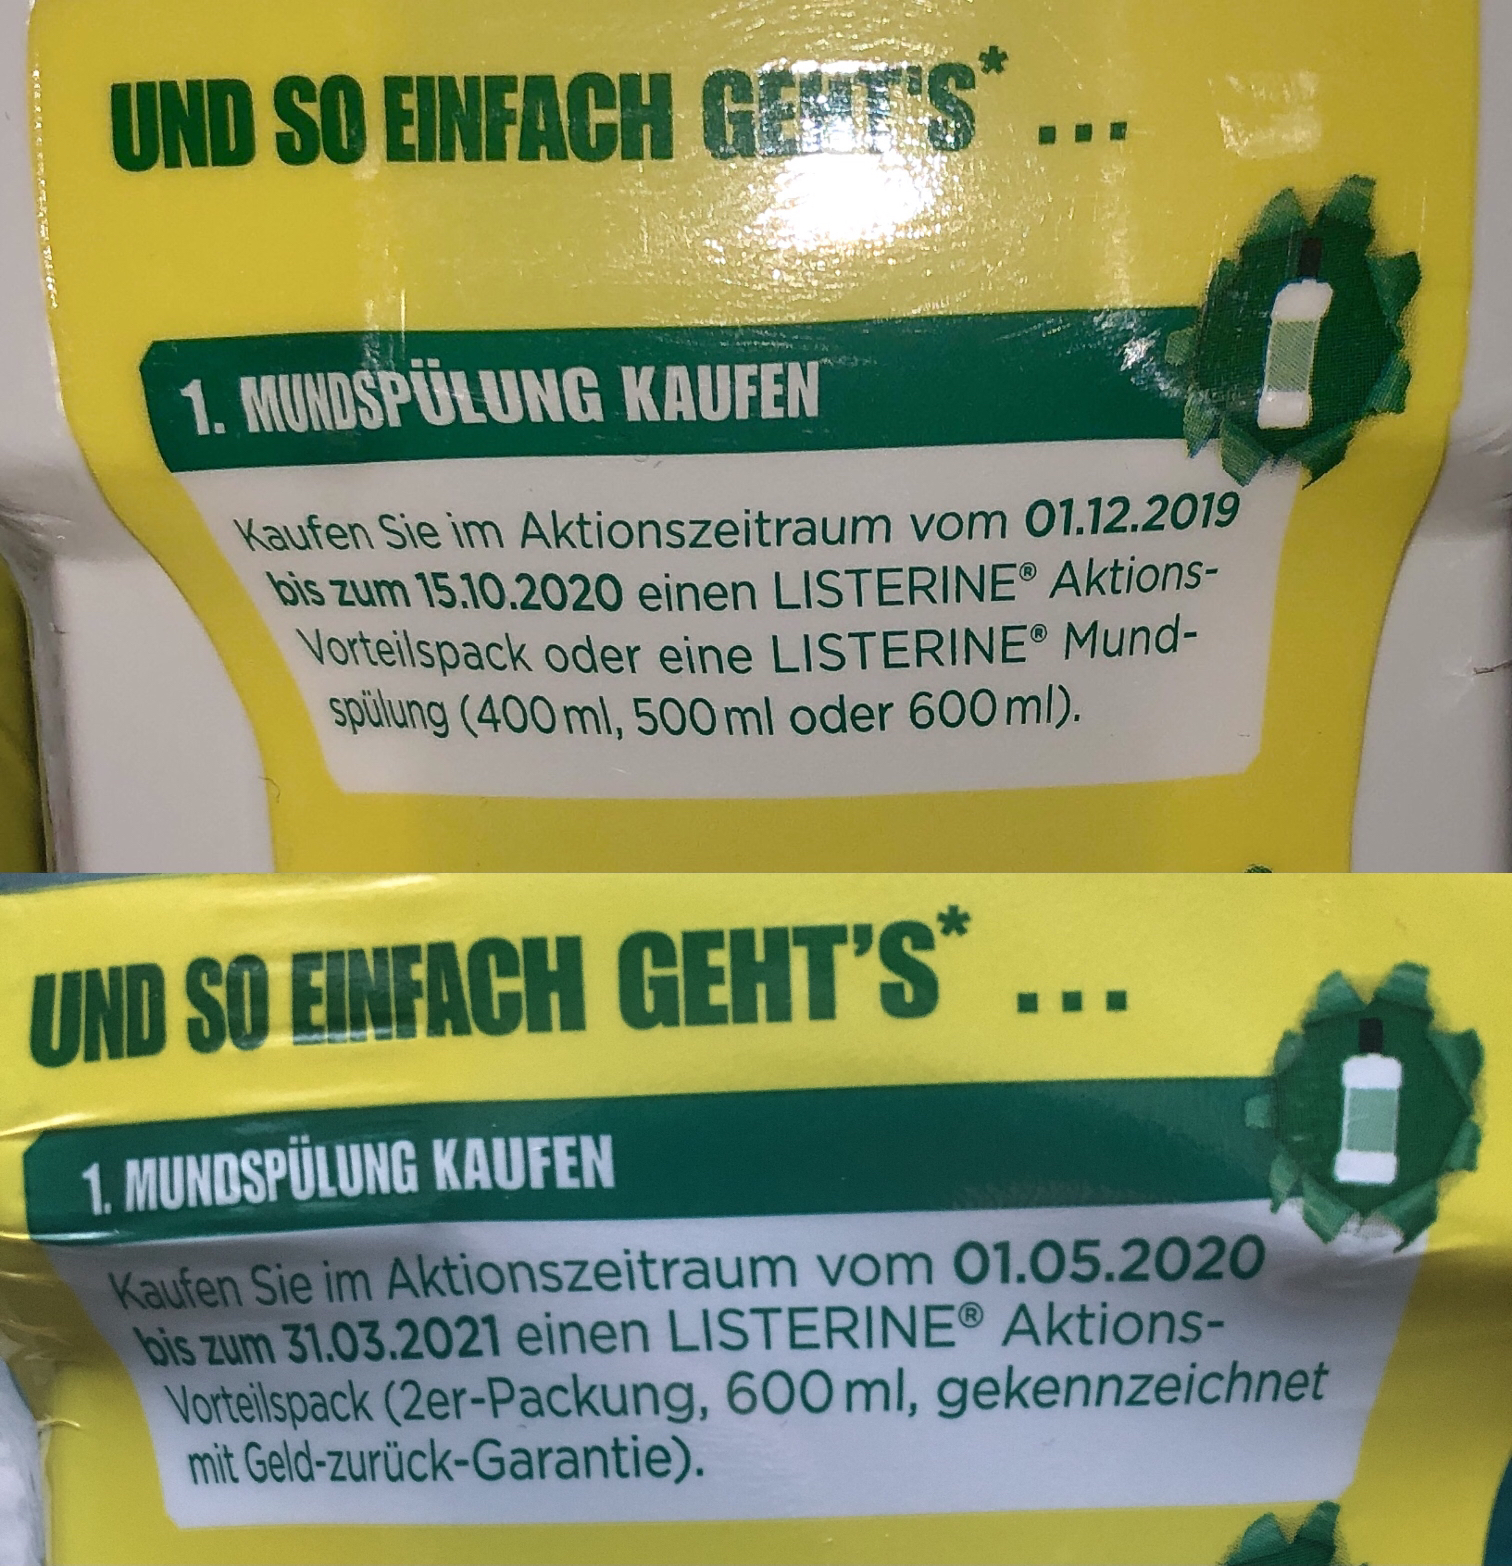 UND SO EINFACH GEHT'S* ...
1. MUNDSPÜLUNG KAUFEN
Kaufen Sie im Aktionszeitraum vom 01.12.2019
bis zum 15.10.2020 einen LISTERINE® Aktions-
Vorteilspack oder eine LISTERINE® Mund-
spülung (400 ml, 500 ml oder 600 ml).
UND SO EINFACH GEHT'S* ...
1. MUNDSPÜLUNG KAUFEN
Kaufen Sie im Aktionszeitraum vom 01.05.2020
bis zum 31.03.2021 einen LISTERINE® Aktions-
Vorteilspack (2er-Packung, 600 ml, gekennzeichnet
mit Geld-zurück-Garantie).